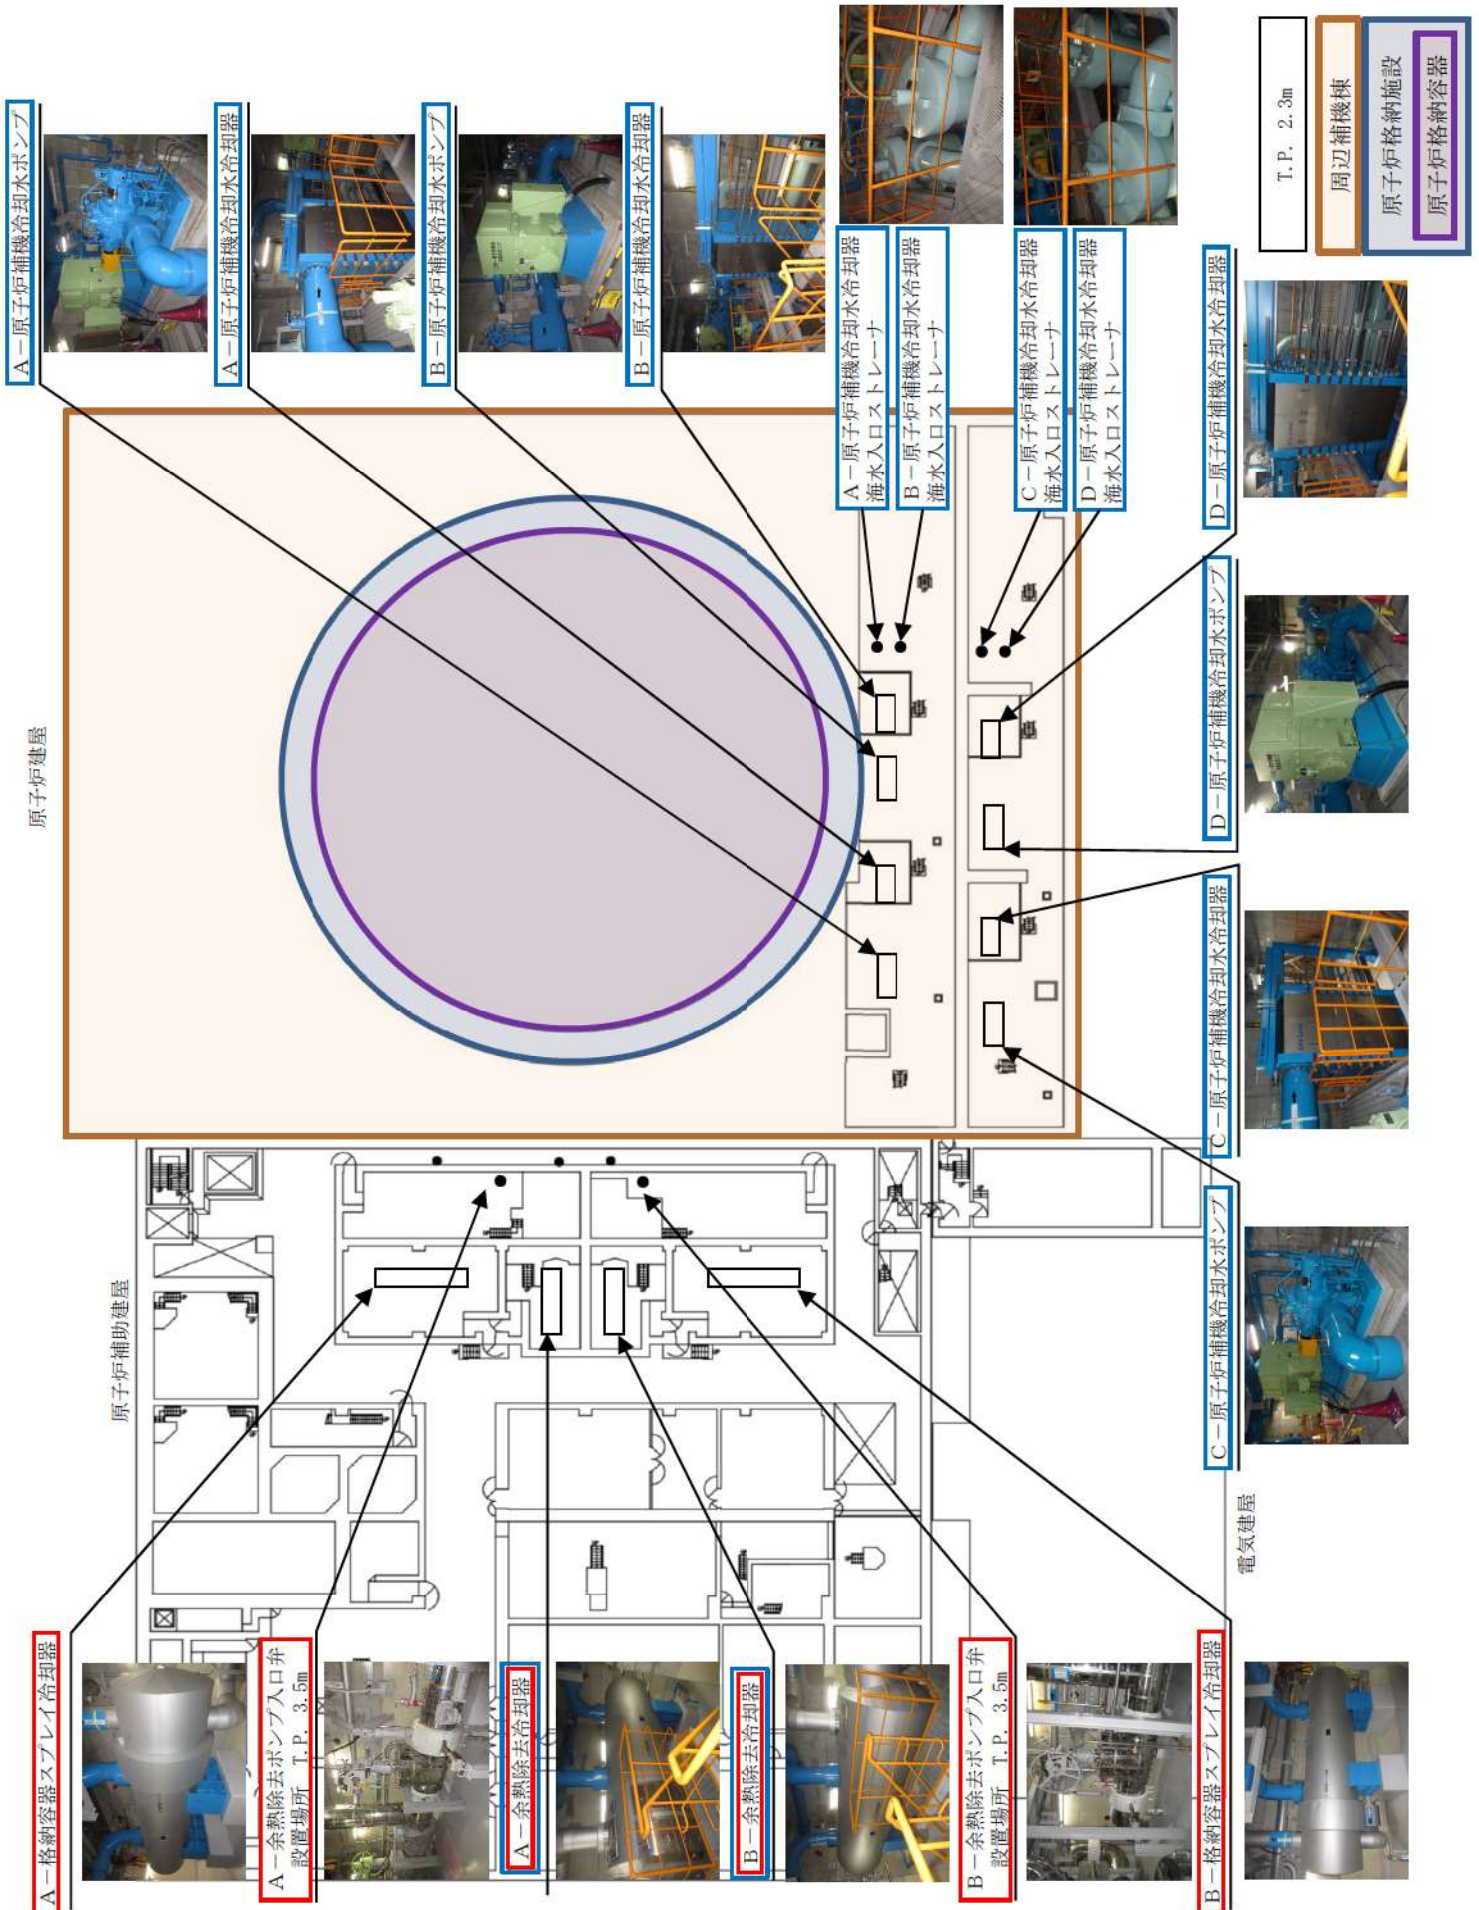 A－原子炉補機冷却水ポンプ
A－原子炉補機冷却水冷却器
B－原子炉補機冷却水ポンプ
B－原子炉補機冷却水冷却器
A－原子炉補機冷却水冷却器
海水入口ストレーナ
B－原子炉補機冷却水冷却器
海水入口ストレーナ
C－原子炉補機冷却水冷却器
海水入口ストレーナ
D－原子炉補機冷却水冷却器
海水入口ストレーナ
T.P. 2.3m
周辺補機棟
原子炉格納施設
原子炉格納容器
原子炉建屋
D－原子炉補機冷却水冷却器
D－原子炉補機冷却水ポンプ
C－原子炉補機冷却水冷却器
C－原子炉補機冷却水ポンプ
原子炉補助建屋
電気建屋
A－格納容器スプレイ冷却器
A－余熱除去ポンプ入口弁
設置場所 T.P. 3.5m
A－余熱除去冷却器
B－余熱除去冷却器
B－余熱除去ポンプ入口弁
設置場所 T.P. 3.5m
B－格納容器スプレイ冷却器